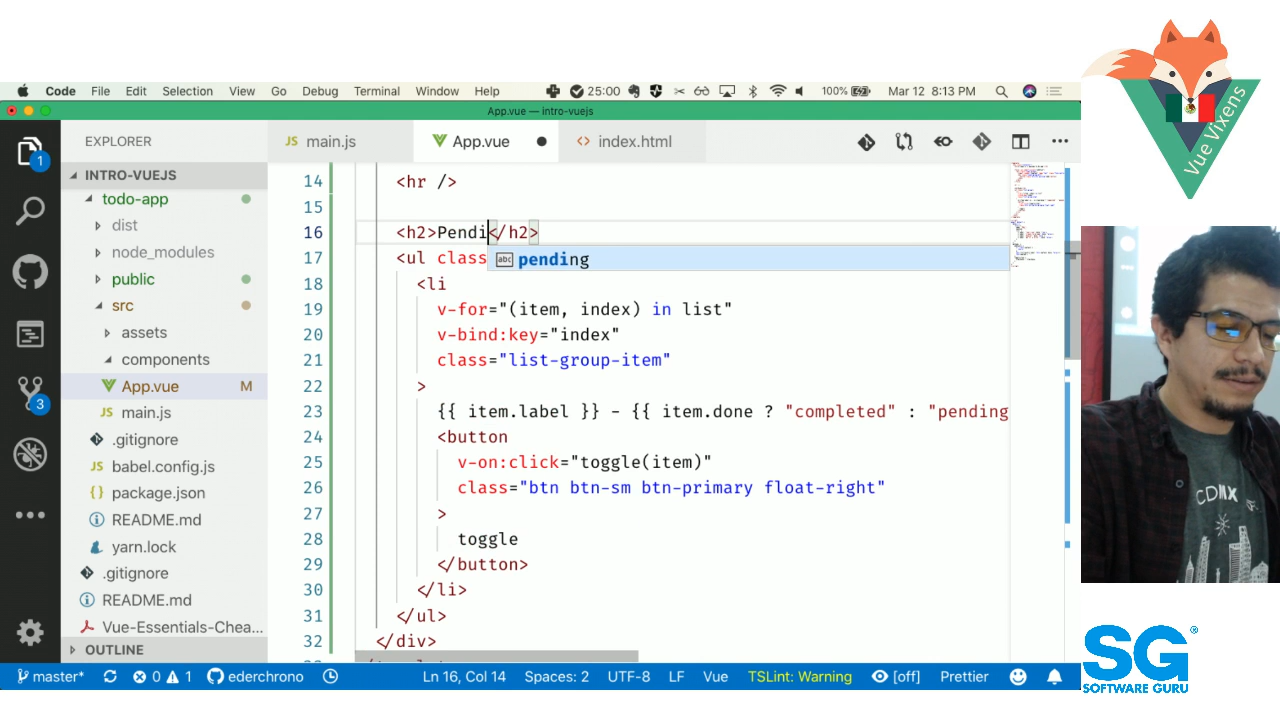 Code File Edit Selection View Go Debug Terminal Window Help 25:00 100% Mar 12 8:13 PM
App.vue — intro-vuejs
EXPLORER
JS main.js
App.vue
<> index.html
INTRO-VUEJS
todo-app
dist
node_modules
public
src
assets
components
App.vue M
JS main.js
.gitignore
JS babel.config.js
{} package.json
README.md
yarn.lock
.gitignore
README.md
Vue-Essentials-Chea...
OUTLINE
1
3
14 <hr />
15
16 <h2>Pendi</h2>
pending
17 <ul class
18 <li
19 v-for="(item, index) in list"
20 v-bind:key="index"
21 class="list-group-item"
22 >
23 {{ item.label }} - {{ item.done ? "completed" : "pending
24 <button
25 v-on:click="toggle(item)"
26 class="btn btn-sm btn-primary float-right"
27 >
28 toggle
29 </button>
30 </li>
31 </ul>
32 </div>
master* 0 1 ederchrono Ln 16, Col 14 Spaces: 2 UTF-8 LF Vue TSLint: Warning [off] Prettier
Vue Vixens
CDMX
SG®
SOFTWARE GURU